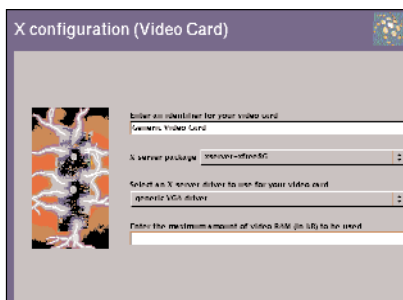 X configuration (Video Card)
Enter an identifier for your video card
Generic Video Card
X server package xserver-xfree86
Select an X server driver to use for your video card
generic VGA driver
Enter the maximum amount of video RAM (in kB) to be used